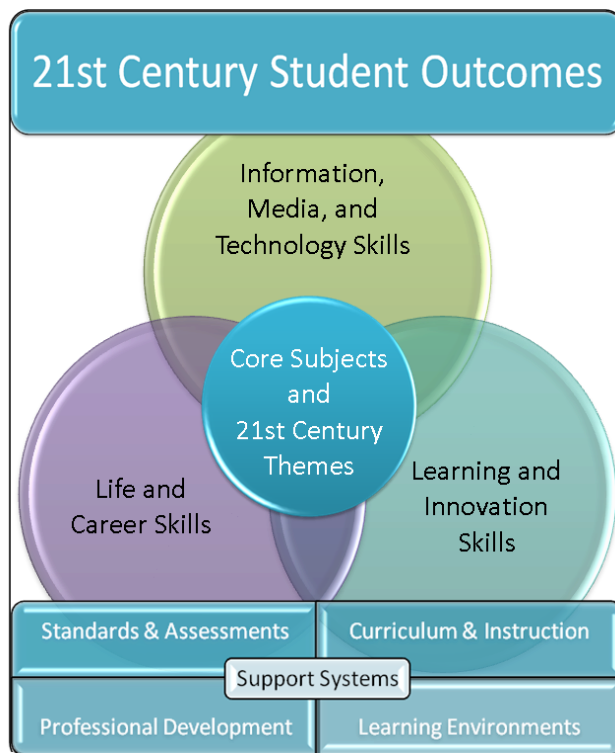 21st Century Student Outcomes
Information,
Media, and
Technology Skills
Core Subjects
and
21st Century
Themes
Life and
Career Skills
Learning and
Innovation
Skills
Standards & Assessments
Curriculum & Instruction
Support Systems
Professional Development
Learning Environments